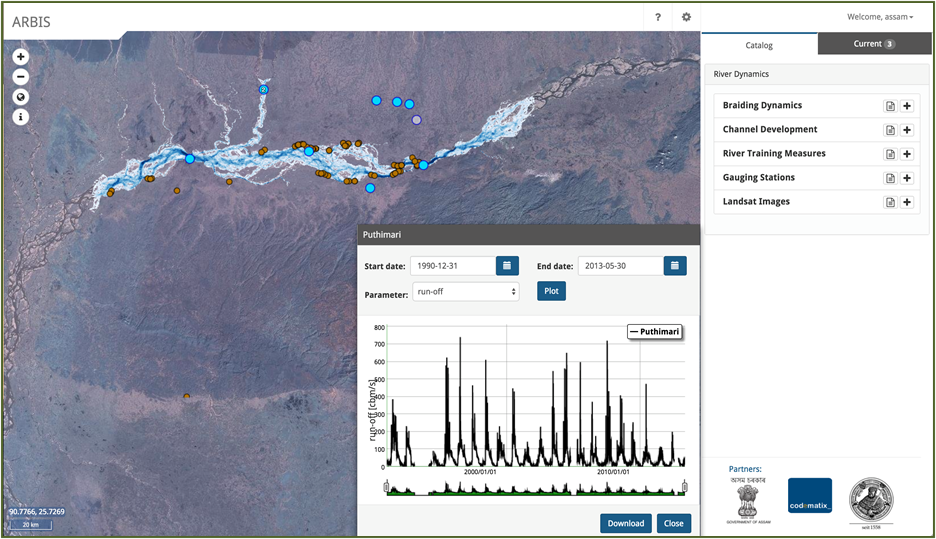 ARBIS
?
Welcome, assam
Catalog
Current 3
River Dynamics
Braiding Dynamics
Channel Development
River Training Measures
Gauging Stations
Landsat Images
2
Puthimari
Start date: 1990-12-31
End date: 2013-05-30
Parameter: run-off
Plot
Puthimari
run-off [cbm/s]
800
700
600
500
400
300
200
100
0
2000/01/01
2010/01/01
Download
Close
90.7766, 25.7269
20 km
Partners:
অসম চৰকাৰ
GOVERNMENT OF ASSAM
codematix_
seit 1558